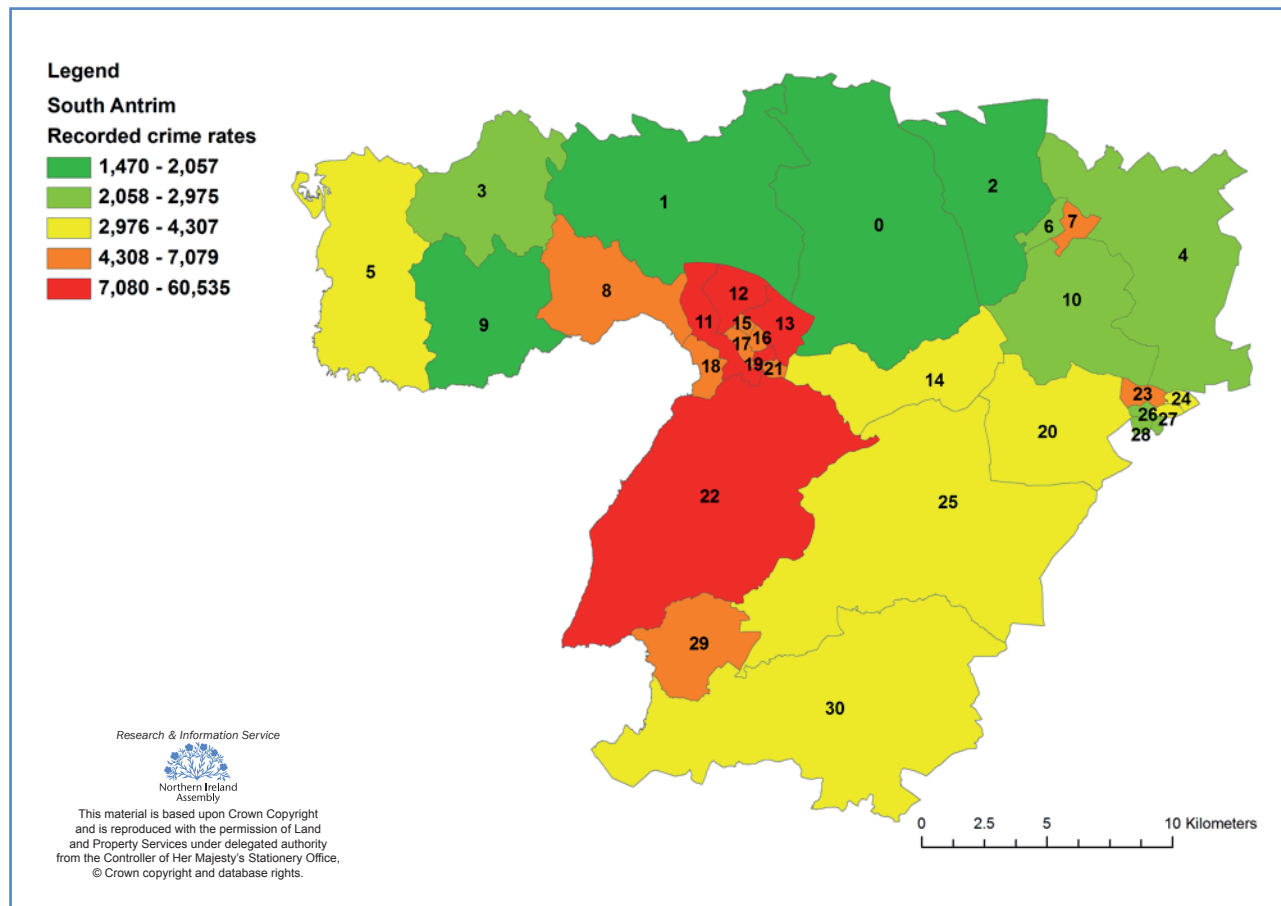 Legend
South Antrim
Recorded crime rates
1,470 - 2,057
2,058 - 2,975
2,976 - 4,307
4,308 - 7,079
7,080 - 60,535
0
1
2
3
4
5
6
7
8
9
10
11
12
13
14
15
16
17
18
19
20
21
22
23
24
25
26
27
28
29
30
Research & Information Service
Northern Ireland
Assembly
This material is based upon Crown Copyright
and is reproduced with the permission of Land
and Property Services under delegated authority
from the Controller of Her Majesty's Stationery Office,
© Crown copyright and database rights.
0 2.5 5 10 Kilometers